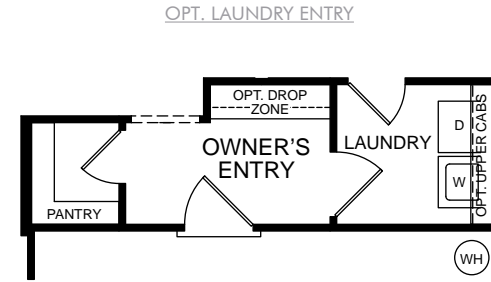 OPT. LAUNDRY ENTRY
OPT. DROP
ZONE
OWNER'S
ENTRY
LAUNDRY
D
W
OPT. UPPER CABS
PANTRY
WH